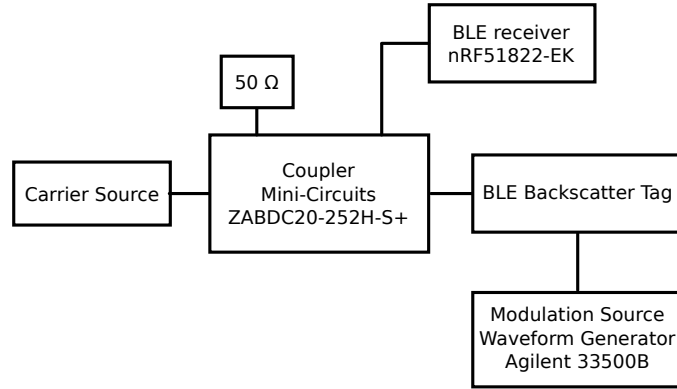 BLE receiver
nRF51822-EK
50 Ω
Carrier Source
Coupler
Mini-Circuits
ZABDC20-252H-S+
BLE Backscatter Tag
Modulation Source
Waveform Generator
Agilent 33500B